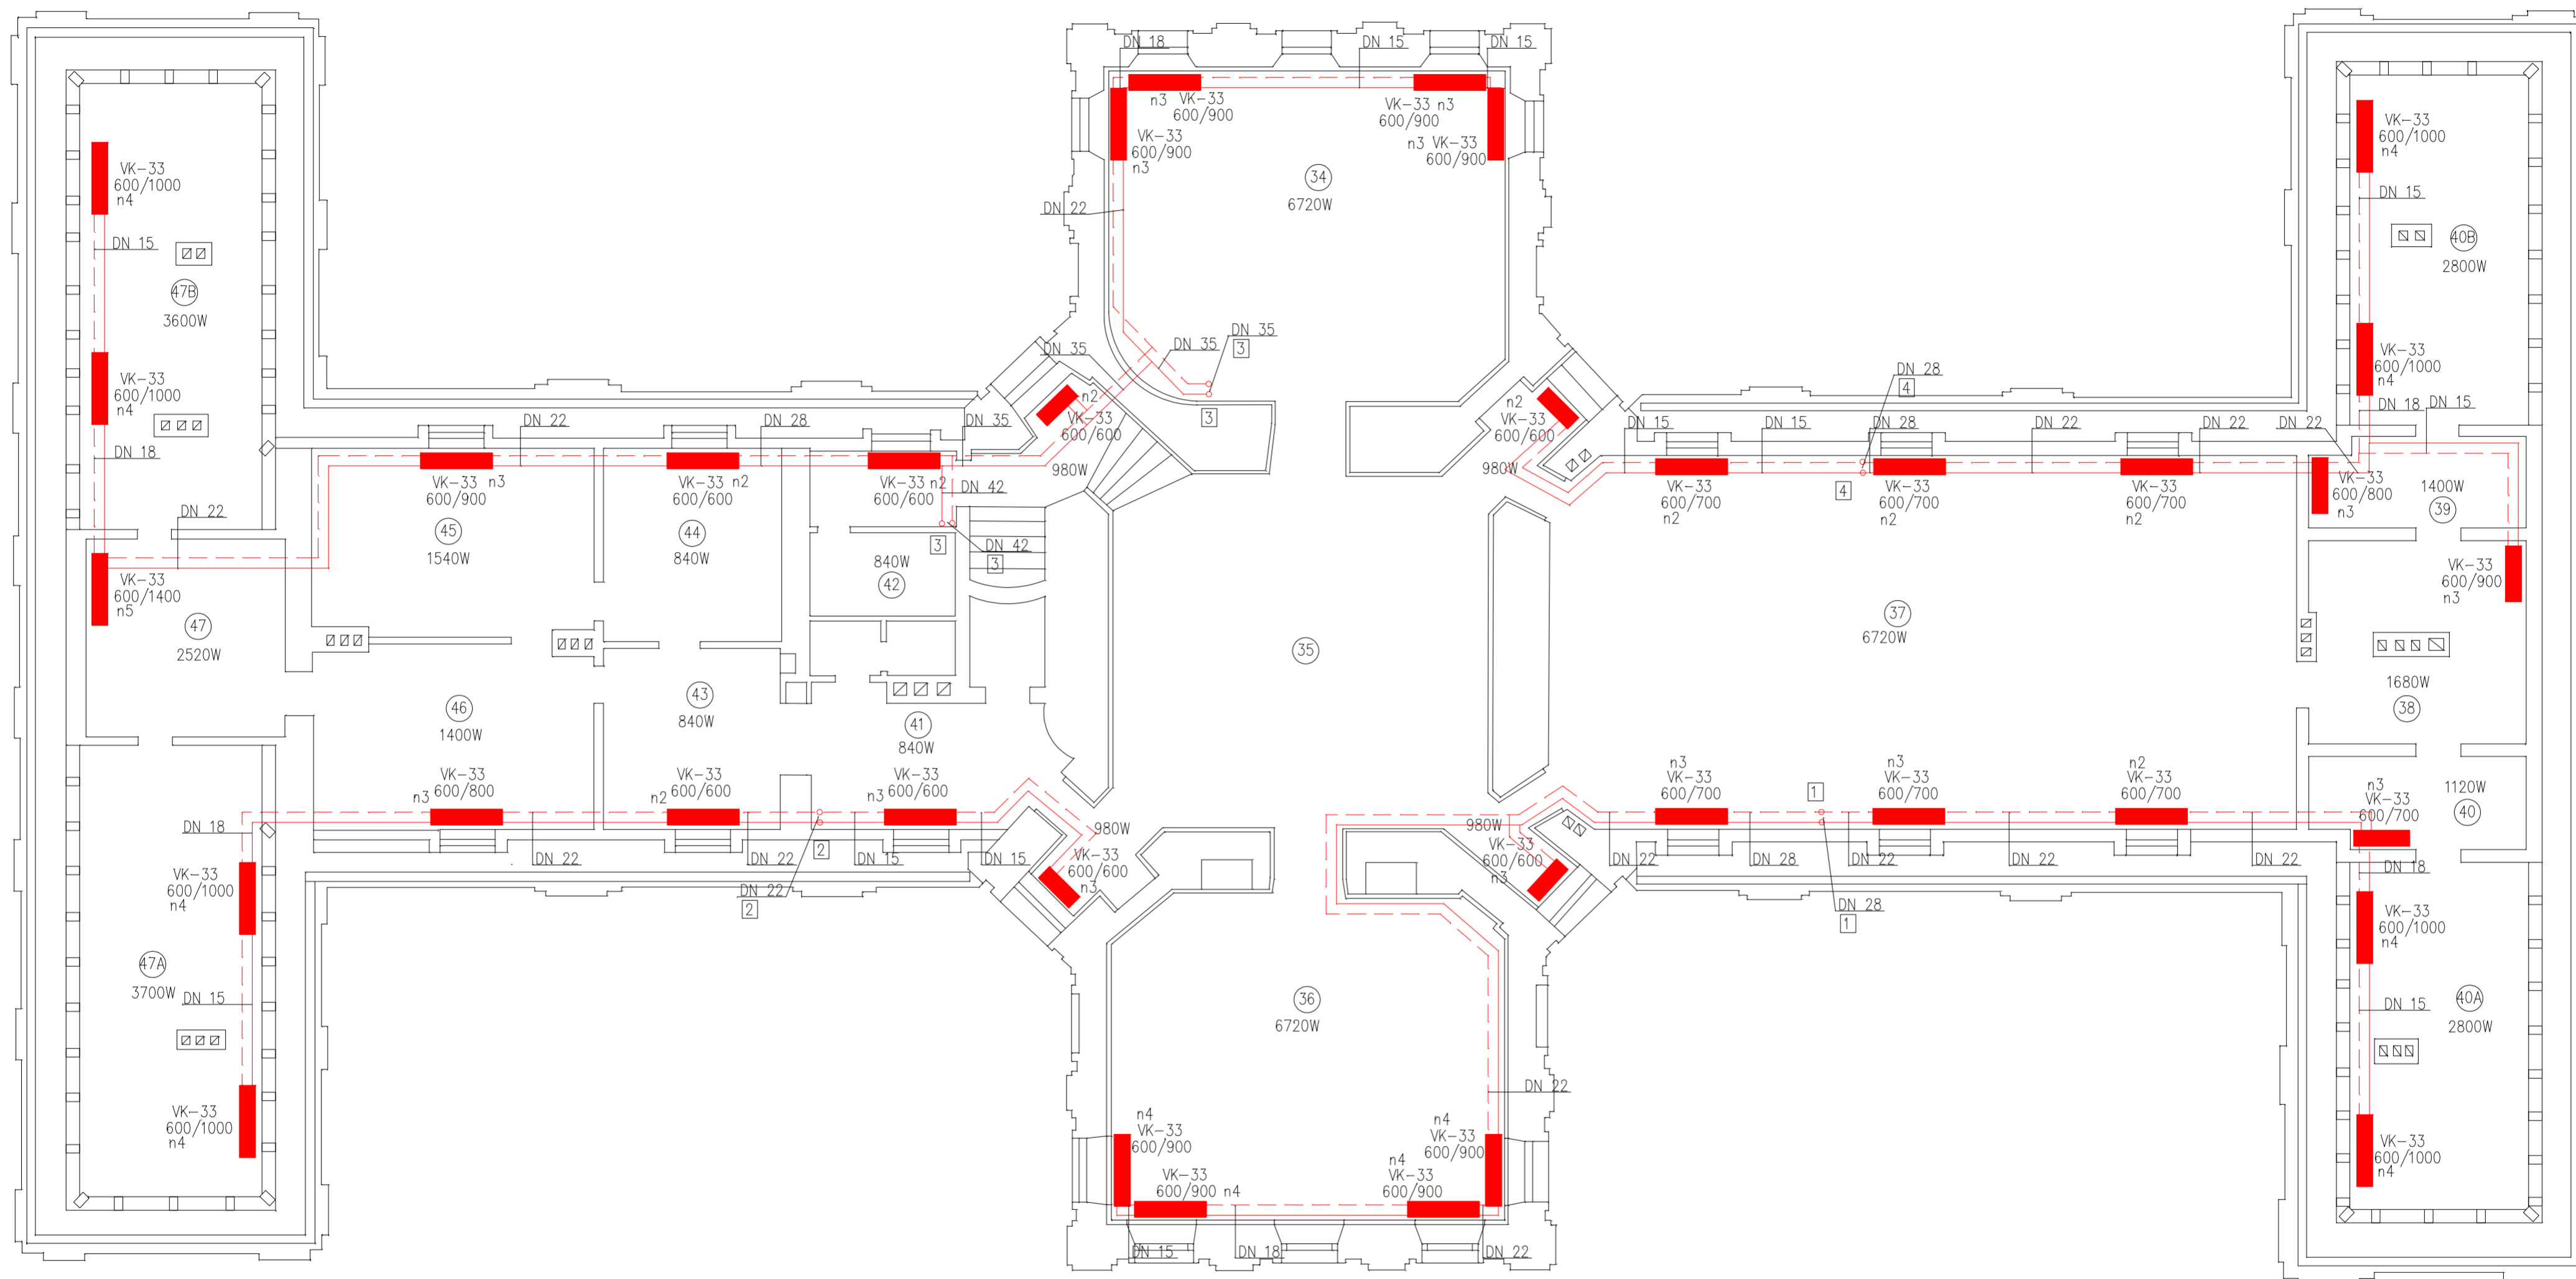 DN 18
DN 15
DN 15
n3
VK-33
600/900
VK-33 n3
600/900
VK-33
600/900
n3
n3 VK-33
600/900
34
6720W
DN 22
DN 35
3
DN 35
DN 35
3
VK-33
600/1000
n4
DN 15
47B
3600W
VK-33
600/1000
n4
DN 18
DN 22
VK-33
600/1400
n5
47
2520W
DN 22
VK-33
600/900
n3
45
1540W
DN 28
VK-33
600/600
n2
44
840W
DN 35
VK-33
600/600
n2
DN 42
3
DN 42
3
840W
42
n2
VK-33
600/600
980W
46
1400W
43
840W
41
840W
35
VK-33
600/800
n3
VK-33
600/600
n2
VK-33
600/600
n3
DN 22
DN 22
2
DN 22
2
DN 15
DN 15
980W
VK-33
600/600
n3
DN 18
VK-33
600/1000
n4
47A
3700W
DN 15
VK-33
600/1000
n4
n2
VK-33
600/600
980W
DN 15
DN 15
DN 28
4
DN 28
4
DN 22
DN 22
DN 22
VK-33
600/700
n2
VK-33
600/700
n2
VK-33
600/700
n2
37
6720W
VK-33
600/1000
n4
DN 15
40B
2800W
VK-33
600/1000
n4
DN 18
DN 15
VK-33
600/800
n3
1400W
39
VK-33
600/900
n3
1680W
38
n3
VK-33
600/700
n3
VK-33
600/700
n2
VK-33
600/700
1
980W
VK-33
600/600
n3
DN 22
DN 28
DN 22
DN 22
DN 22
DN 28
1
1120W
40
n3
VK-33
600/700
DN 18
VK-33
600/1000
n4
40A
2800W
DN 15
VK-33
600/1000
n4
36
6720W
DN 22
n4
VK-33
600/900
n4
VK-33
600/900
VK-33
600/900 n4
n4
VK-33
600/900
DN 15
DN 18
DN 22